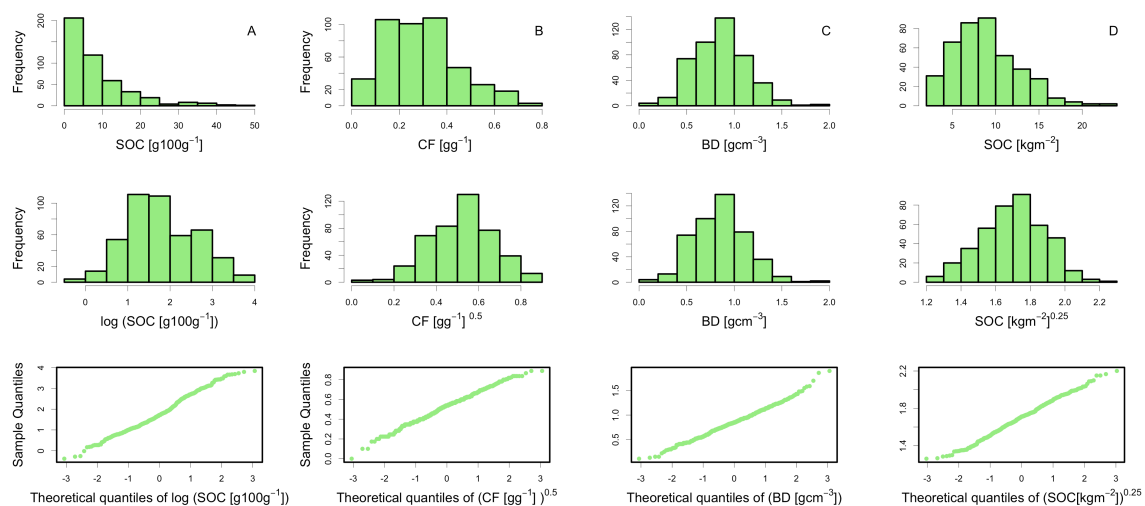 A
B
C
D
Frequency
0 50 100 150 200
0 10 20 30 40 50
SOC [g100g⁻¹]
Frequency
0 20 60 100
0.0 0.2 0.4 0.6 0.8
CF [gg⁻¹]
Frequency
0 40 80 140
0.0 0.5 1.0 1.5 2.0
BD [gcm⁻³]
0 20 40 60 80
5 10 15 20
SOC [kgm⁻²]
Frequency
0 20 60 100
0 1 2 3 4
log (SOC [g100g⁻¹])
Frequency
0 40 80 120
0.0 0.2 0.4 0.6 0.8
CF [gg⁻¹] ⁰·⁵
Frequency
0 40 80 140
0.0 0.5 1.0 1.5 2.0
BD [gcm⁻³]
0 20 40 60 80
1.2 1.4 1.6 1.8 2.0 2.2
SOC [kgm⁻²]⁰·²⁵
Sample Quantiles
0 1 2 3 4
-3 -2 -1 0 1 2 3
Theoretical quantiles of log (SOC [g100g⁻¹])
Sample Quantiles
0.0 0.2 0.4 0.6 0.8
-3 -2 -1 0 1 2 3
Theoretical quantiles of (CF [gg⁻¹] )⁰·⁵
0.5 1.0 1.5
-3 -2 -1 0 1 2 3
Theoretical quantiles of (BD [gcm⁻³])
1.4 1.8 2.2
-3 -2 -1 0 1 2 3
Theoretical quantiles of (SOC[kgm⁻²])⁰·²⁵